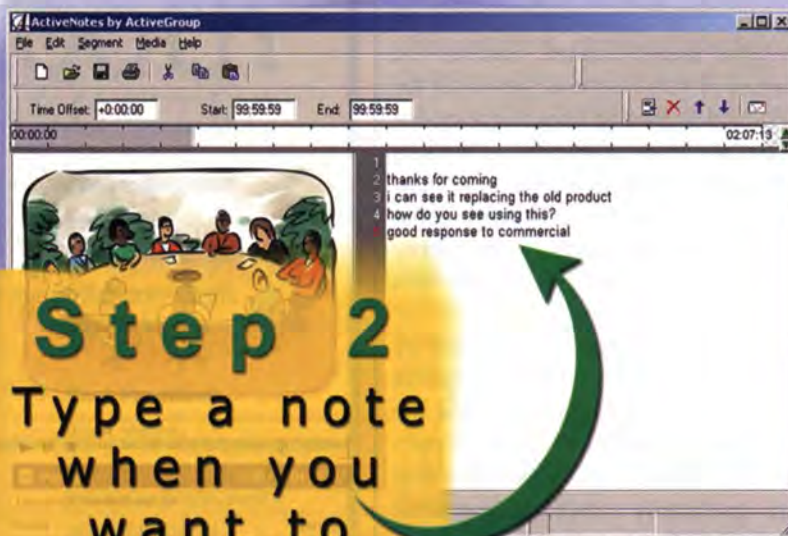 ActiveNotes by ActiveGroup
File Edit Segment Media Help
Time Offset: +0:00:00 Start: 99:59:59 End: 99:59:59
00:00:00 02:07:13
1
2 thanks for coming
3 i can see it replacing the old product
4 how do you see using this?
good response to commercial
Step 2
Type a note
when you
want to